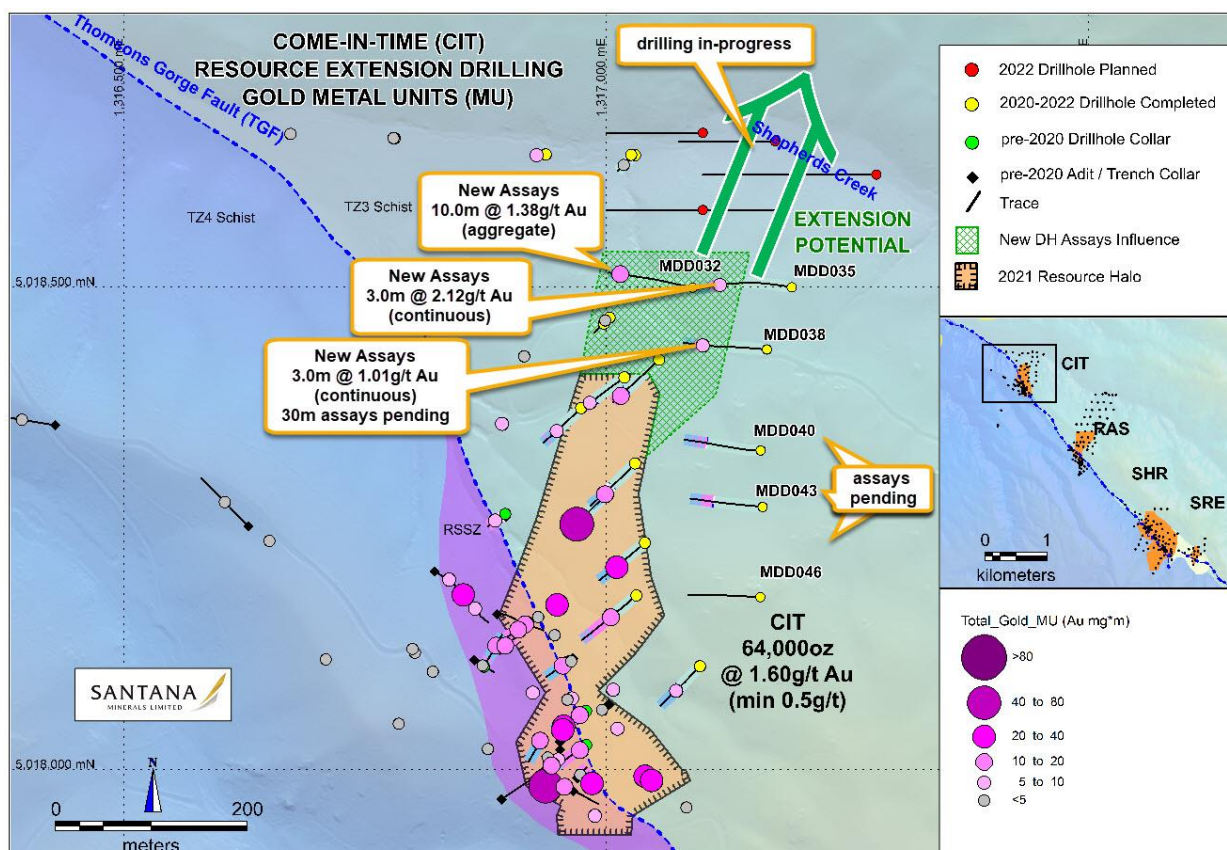 COME-IN-TIME (CIT)
RESOURCE EXTENSION DRILLING
GOLD METAL UNITS (MU)
Thomsons Gorge Fault (TGF)
1,316,500 mE
1,317,000 mE
mE
drilling in-progress
Shepherds Creek
TZ4 Schist
TZ3 Schist
New Assays
10.0m @ 1.38g/t Au
(aggregate)
EXTENSION
POTENTIAL
MDD032
MDD035
5,018,500 mN
New Assays
3.0m @ 2.12g/t Au
(continuous)
MDD038
New Assays
3.0m @ 1.01g/t Au
(continuous)
30m assays pending
MDD040
assays
pending
MDD043
RSSZ
MDD046
CIT
64,000oz
@ 1.60g/t Au
(min 0.5g/t)
SANTANA
MINERALS LIMITED
5,018,000 mN
N
0 200
meters
2022 Drillhole Planned
2020-2022 Drillhole Completed
pre-2020 Drillhole Collar
pre-2020 Adit / Trench Collar
Trace
New DH Assays Influence
2021 Resource Halo
CIT
RAS
SHR
SRE
0 1
kilometers
Total_Gold_MU (Au mg*m)
>80
40 to 80
20 to 40
10 to 20
5 to 10
<5